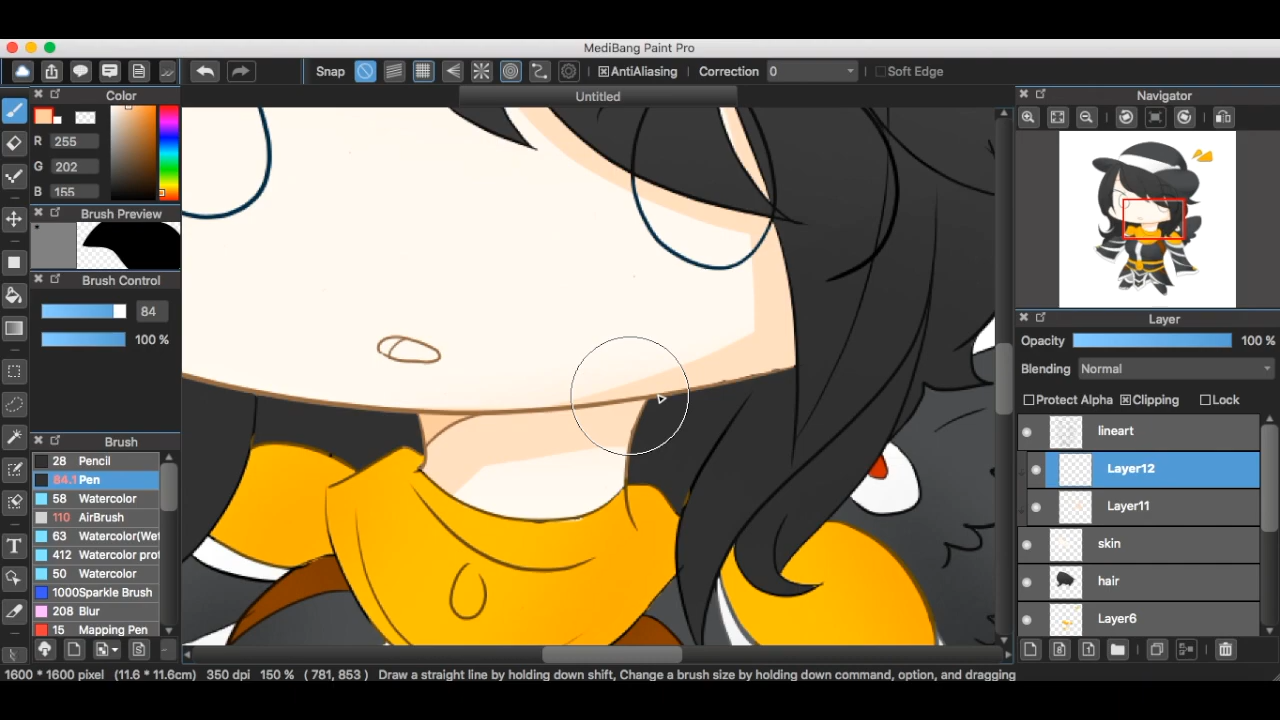 MediBang Paint Pro
Snap
AntiAliasing
Correction 0
Soft Edge
Color
Untitled
Navigator
R 255
G 202
B 155
Brush Preview
Brush Control
84
100 %
Layer
Opacity 100 %
Blending Normal
Protect Alpha Clipping Lock
lineart
Layer12
Layer11
skin
hair
Layer6
Brush
28 Pencil
84.1 Pen
58 Watercolor
110 AirBrush
63 Watercolor(Wet
412 Watercolor prot
50 Watercolor
1000 Sparkle Brush
208 Blur
15 Mapping Pen
1600 * 1600 pixel (11.6 * 11.6cm) 350 dpi 150 % ( 781, 853 ) Draw a straight line by holding down shift, Change a brush size by holding down command, option, and dragging